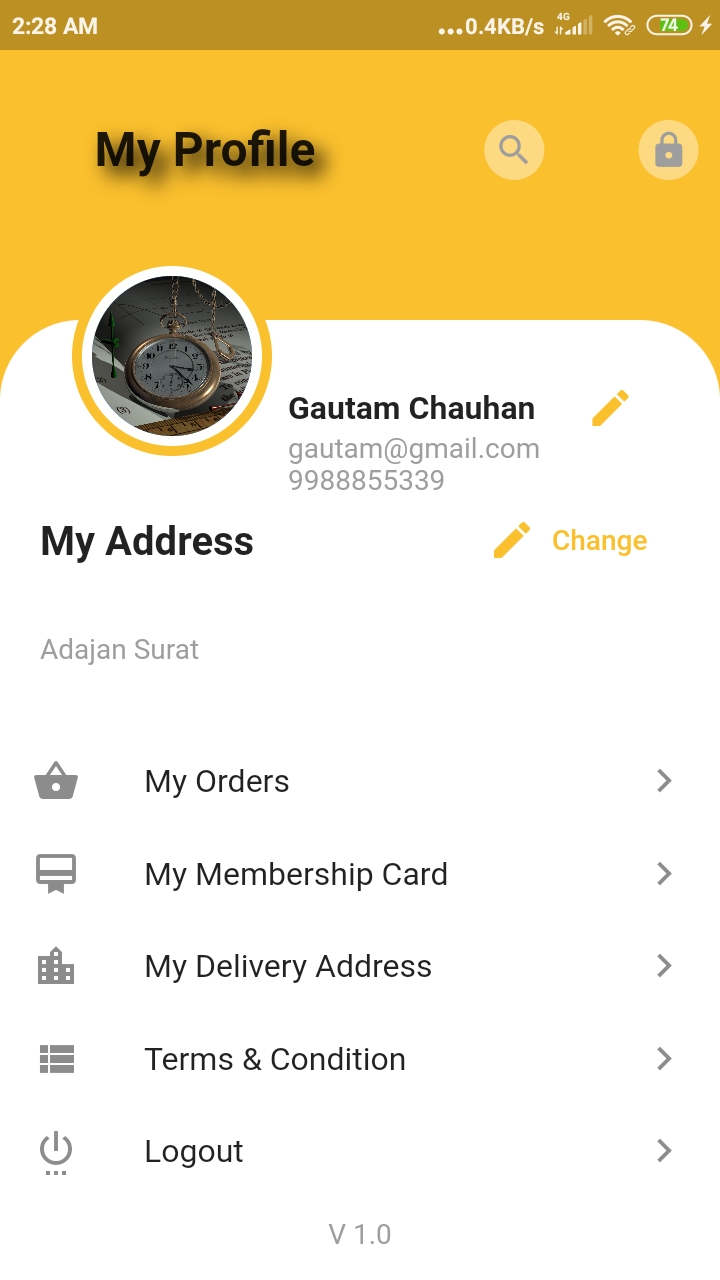 2:28 AM ...0.4KB/s 4G 74
My Profile
Gautam Chauhan
gautam@gmail.com
9988855339
My Address Change
Adajan Surat
My Orders
My Membership Card
My Delivery Address
Terms & Condition
Logout
V 1.0